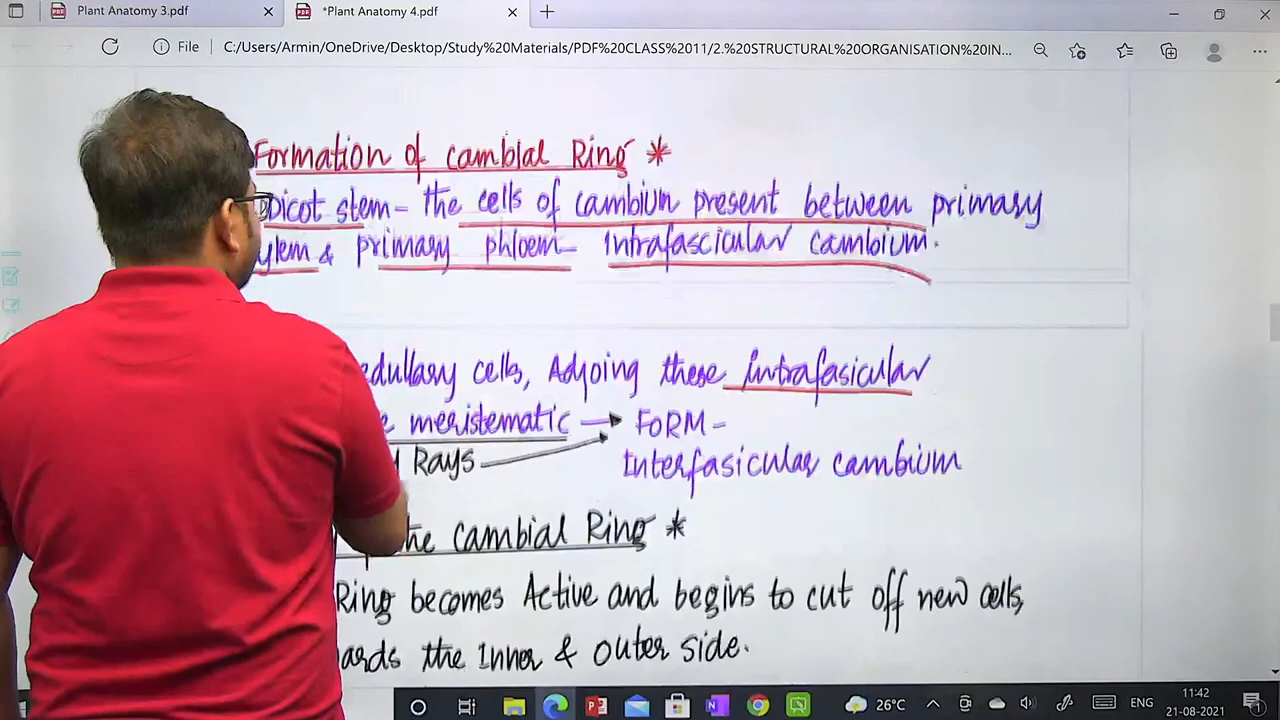 Plant Anatomy 3.pdf
*Plant Anatomy 4.pdf
File
C:/Users/Armin/OneDrive/Desktop/Study%20Materials/PDF%20CLASS%2011/2.%20STRUCTURAL%20ORGANISATION%20IN...
Formation of cambial Ring *
Dicot stem - the cells of cambium present between primary
ylem & primary phloem - Intrafascicular cambium.
edullary cells, Adjoing these intrafasicular
e meristematic → FORM -
Rays
Interfasicular cambium
the cambial Ring *
Ring becomes Active and begins to cut off new cells,
ards the Inner & outer side.
26°C
ENG
11:42
21-08-2021